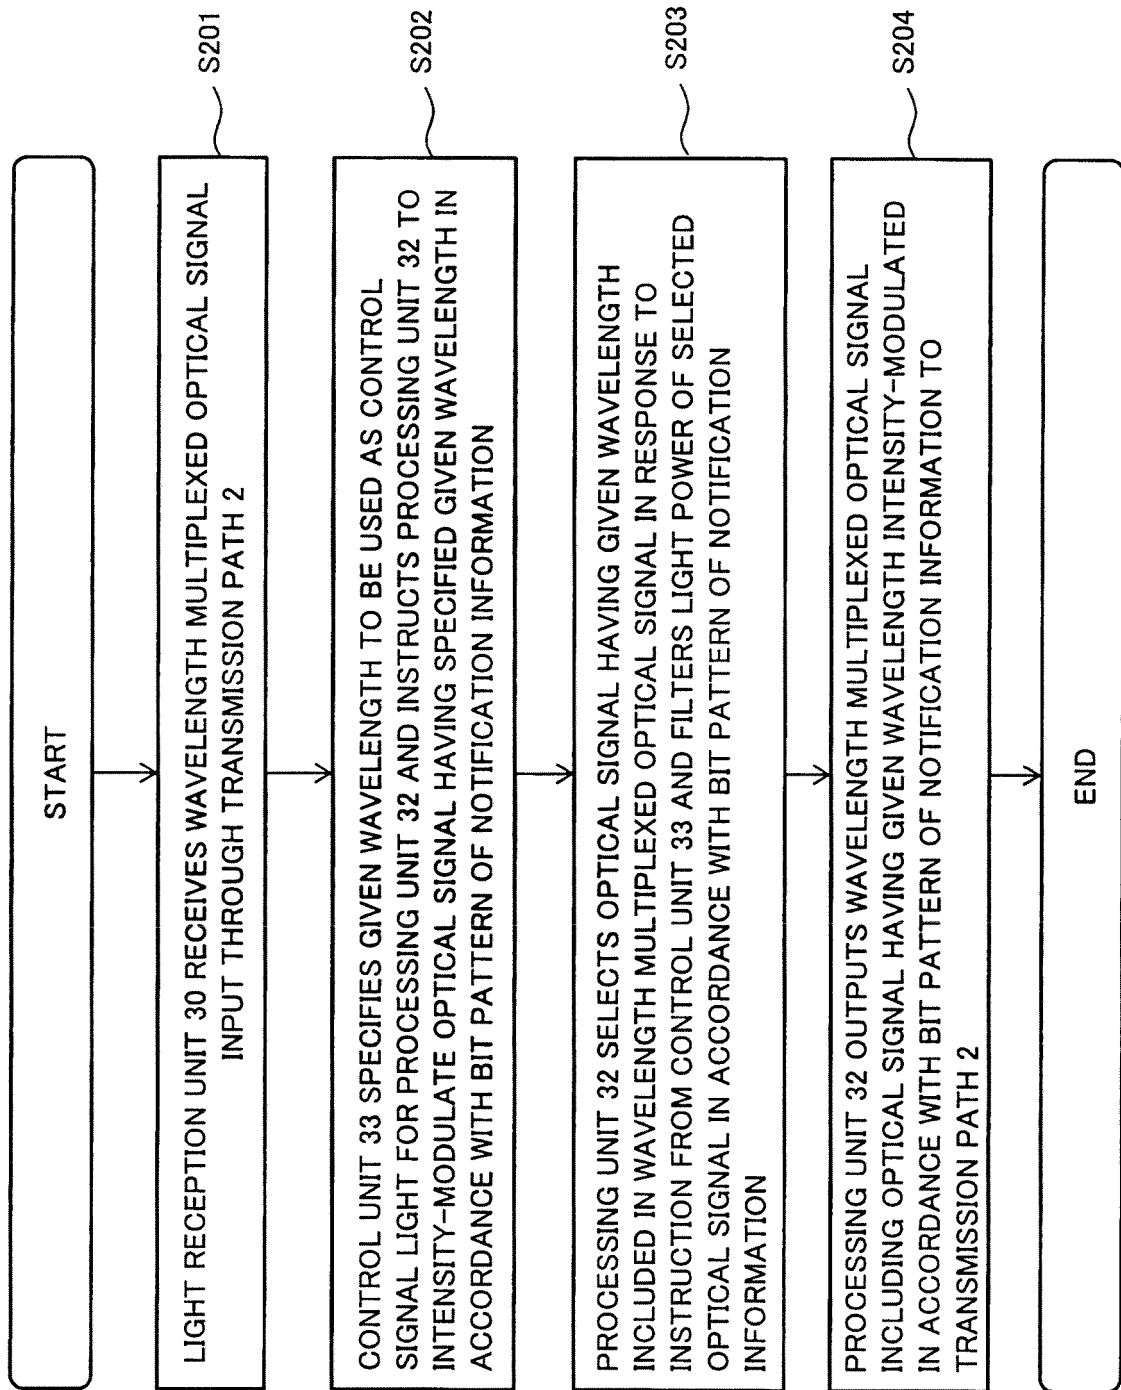 START
S201
LIGHT RECEPTION UNIT 30 RECEIVES WAVELENGTH MULTIPLEXED OPTICAL SIGNAL
INPUT THROUGH TRANSMISSION PATH 2
S202
CONTROL UNIT 33 SPECIFIES GIVEN WAVELENGTH TO BE USED AS CONTROL
SIGNAL LIGHT FOR PROCESSING UNIT 32 AND INSTRUCTS PROCESSING UNIT 32 TO
INTENSITY-MODULATE OPTICAL SIGNAL HAVING SPECIFIED GIVEN WAVELENGTH IN
ACCORDANCE WITH BIT PATTERN OF NOTIFICATION INFORMATION
S203
PROCESSING UNIT 32 SELECTS OPTICAL SIGNAL HAVING GIVEN WAVELENGTH
INCLUDED IN WAVELENGTH MULTIPLEXED OPTICAL SIGNAL IN RESPONSE TO
INSTRUCTION FROM CONTROL UNIT 33 AND FILTERS LIGHT POWER OF SELECTED
OPTICAL SIGNAL IN ACCORDANCE WITH BIT PATTERN OF NOTIFICATION
INFORMATION
S204
PROCESSING UNIT 32 OUTPUTS WAVELENGTH MULTIPLEXED OPTICAL SIGNAL
INCLUDING OPTICAL SIGNAL HAVING GIVEN WAVELENGTH INTENSITY-MODULATED
IN ACCORDANCE WITH BIT PATTERN OF NOTIFICATION INFORMATION TO
TRANSMISSION PATH 2
END